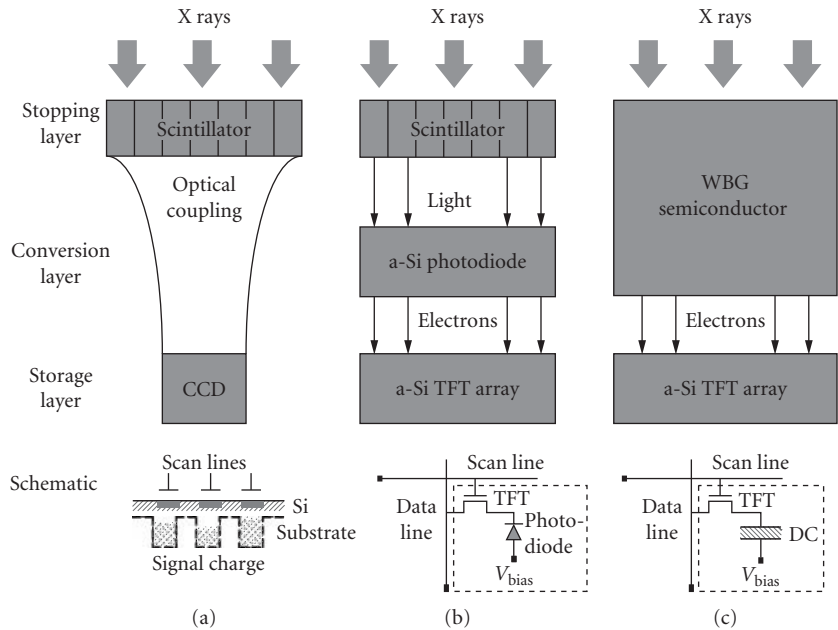 X rays
X rays
X rays
Stopping
layer
Scintillator
Scintillator
WBG
semiconductor
Optical
coupling
Light
Conversion
layer
a-Si photodiode
Electrons
Electrons
Storage
layer
CCD
a-Si TFT array
a-Si TFT array
Schematic
Scan lines
Si
Substrate
Signal charge
Scan line
TFT
Data
line
Photo-
diode
Vbias
Scan line
TFT
Data
line
DC
Vbias
(a)
(b)
(c)